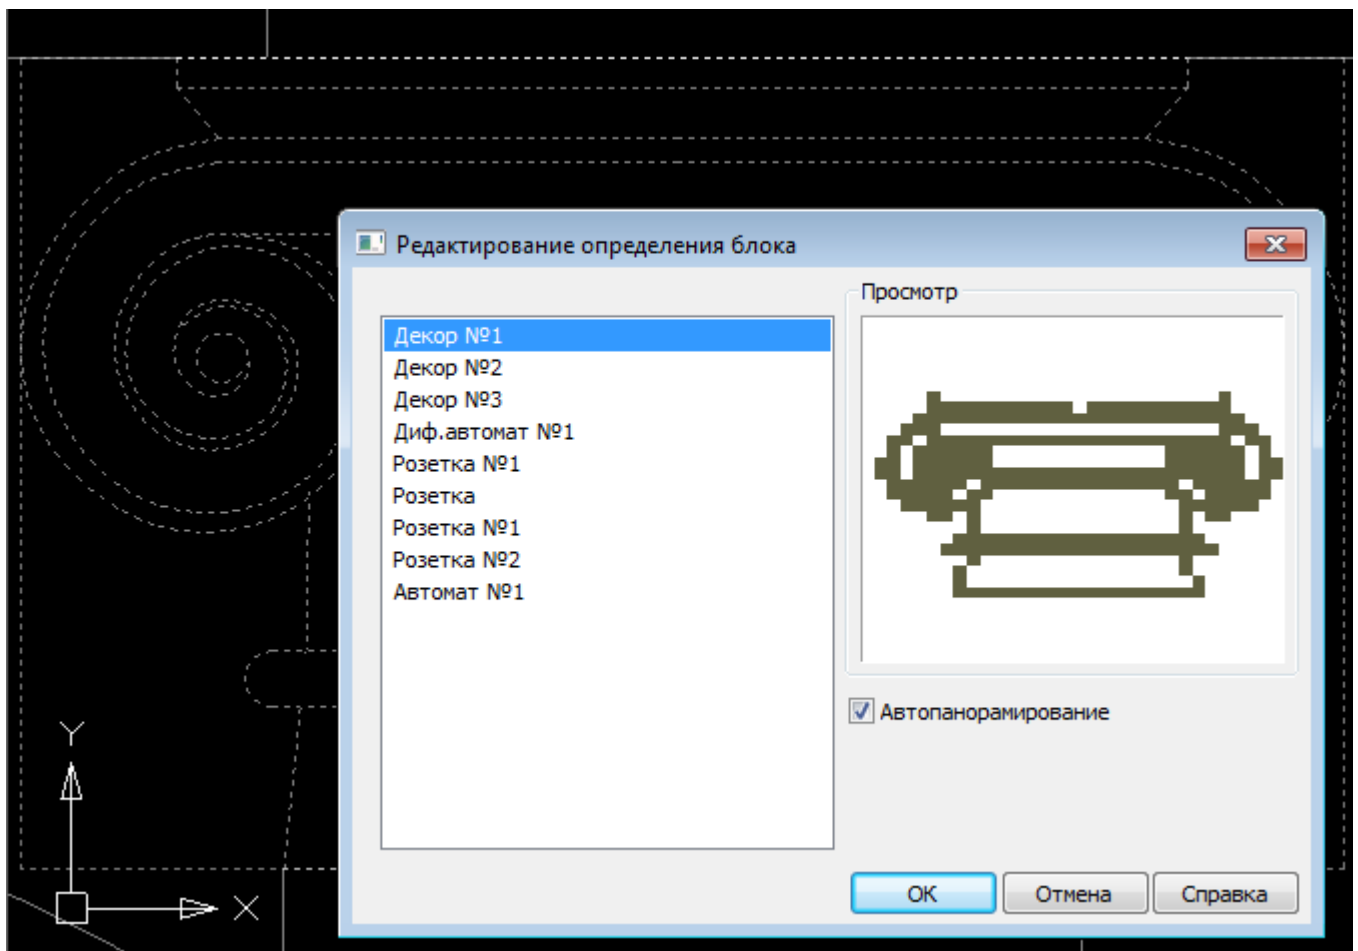 Редактирование определения блока
Просмотр
Декор №1
Декор №2
Декор №3
Диф.автомат №1
Розетка №1
Розетка
Розетка №1
Розетка №2
Автомат №1
Автопанорамирование
OK
Отмена
Справка
Y
X